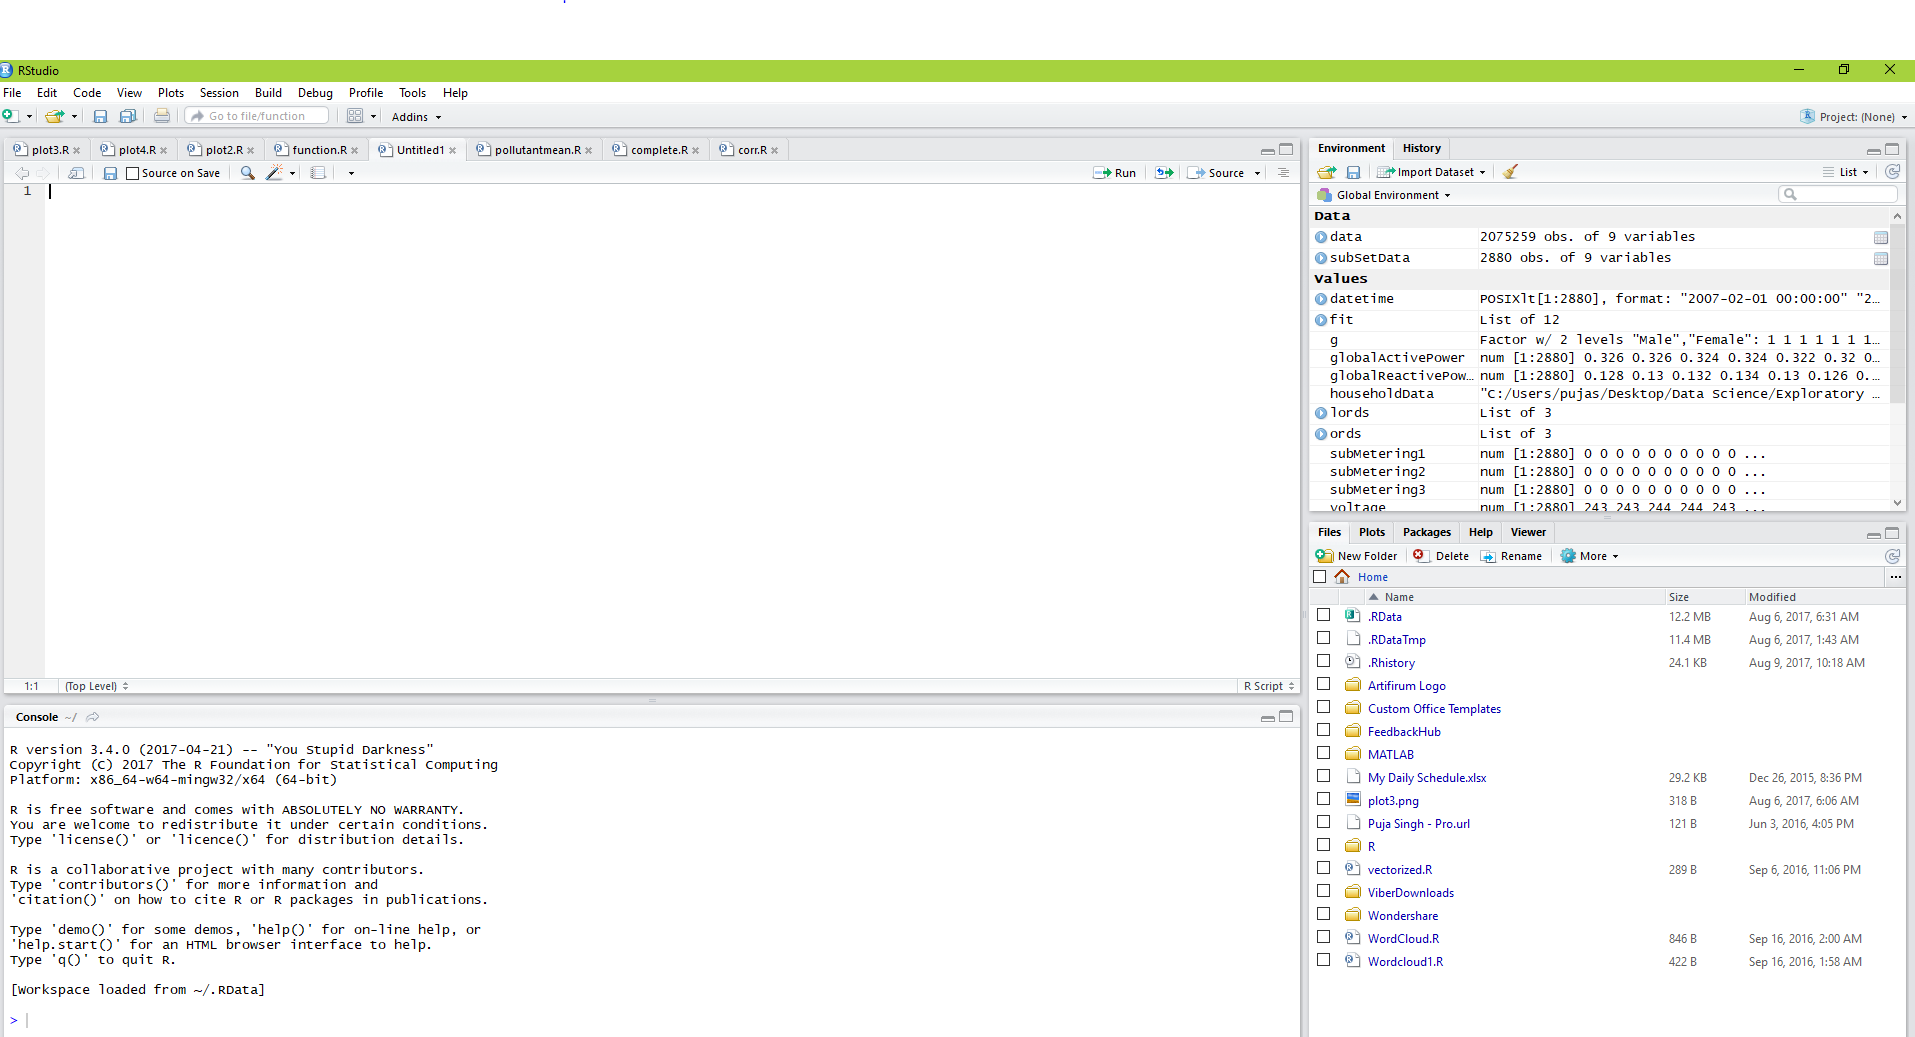 RStudio
File Edit Code View Plots Session Build Debug Profile Tools Help
Go to file/function Addins Project: (None)
plot3.R plot4.R plot2.R function.R Untitled1 pollutantmean.R complete.R corr.R
Source on Save Run Source
1
1:1 (Top Level) R Script
Console ~/
R version 3.4.0 (2017-04-21) -- "You Stupid Darkness"
Copyright (C) 2017 The R Foundation for Statistical Computing
Platform: x86_64-w64-mingw32/x64 (64-bit)
R is free software and comes with ABSOLUTELY NO WARRANTY.
You are welcome to redistribute it under certain conditions.
Type 'license()' or 'licence()' for distribution details.
R is a collaborative project with many contributors.
Type 'contributors()' for more information and
'citation()' on how to cite R or R packages in publications.
Type 'demo()' for some demos, 'help()' for on-line help, or
'help.start()' for an HTML browser interface to help.
Type 'q()' to quit R.
[Workspace loaded from ~/.RData]
>
Environment History
Import Dataset List
Global Environment
Data
data 2075259 obs. of 9 variables
subSetData 2880 obs. of 9 variables
Values
datetime POSIXlt[1:2880], format: "2007-02-01 00:00:00" "2…
fit List of 12
g Factor w/ 2 levels "Male","Female": 1 1 1 1 1 1 1…
globalActivePower num [1:2880] 0.326 0.326 0.324 0.324 0.322 0.32 0…
globalReactivePow… num [1:2880] 0.128 0.13 0.132 0.134 0.13 0.126 0.…
householdData "C:/Users/pujas/Desktop/Data Science/Exploratory …
lords List of 3
ords List of 3
subMetering1 num [1:2880] 0 0 0 0 0 0 0 0 0 0 ...
subMetering2 num [1:2880] 0 0 0 0 0 0 0 0 0 0 ...
subMetering3 num [1:2880] 0 0 0 0 0 0 0 0 0 0 ...
voltage num [1:2880] 243 243 244 244 243 ...
Files Plots Packages Help Viewer
New Folder Delete Rename More
Home ...
Name Size Modified
.RData 12.2 MB Aug 6, 2017, 6:31 AM
.RDataTmp 11.4 MB Aug 6, 2017, 1:43 AM
.Rhistory 24.1 KB Aug 9, 2017, 10:18 AM
Artifirum Logo
Custom Office Templates
FeedbackHub
MATLAB
My Daily Schedule.xlsx 29.2 KB Dec 26, 2015, 8:36 PM
plot3.png 318 B Aug 6, 2017, 6:06 AM
Puja Singh - Pro.url 121 B Jun 3, 2016, 4:05 PM
R
vectorized.R 289 B Sep 6, 2016, 11:06 PM
ViberDownloads
Wondershare
WordCloud.R 846 B Sep 16, 2016, 2:00 AM
Wordcloud1.R 422 B Sep 16, 2016, 1:58 AM